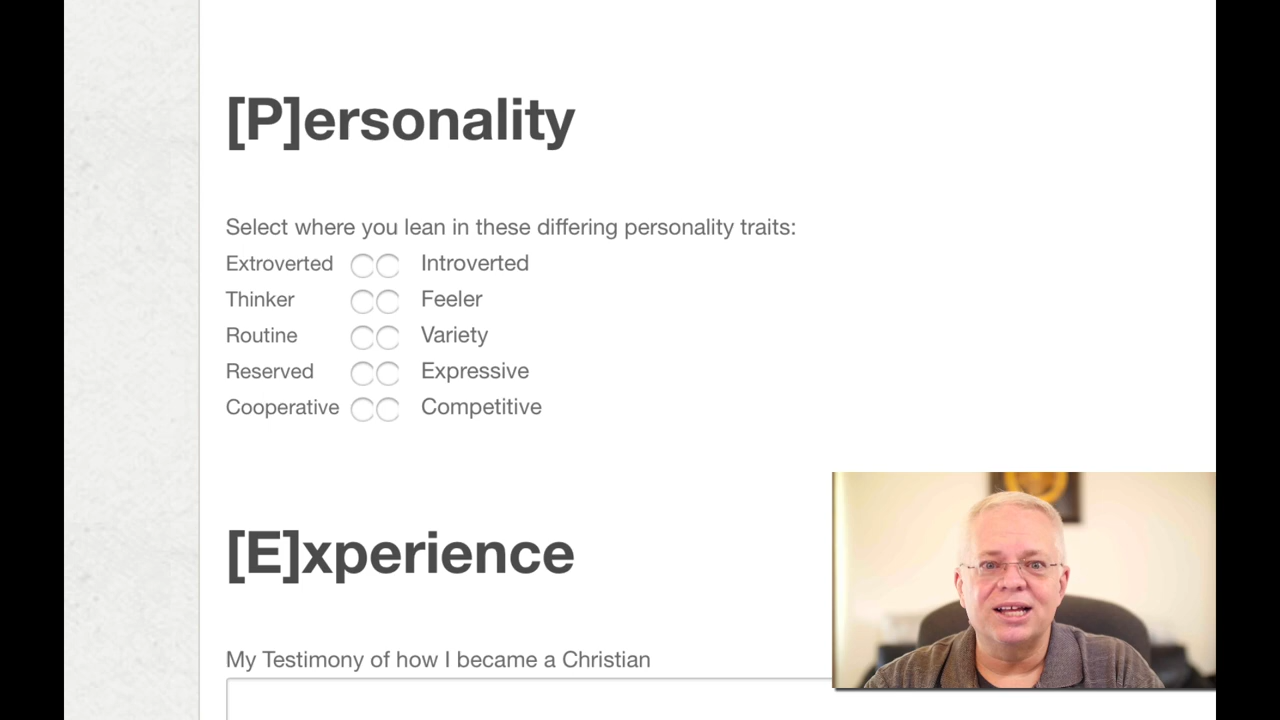 [P]ersonality
Select where you lean in these differing personality traits:
Extroverted Introverted
Thinker Feeler
Routine Variety
Reserved Expressive
Cooperative Competitive
[E]xperience
My Testimony of how I became a Christian